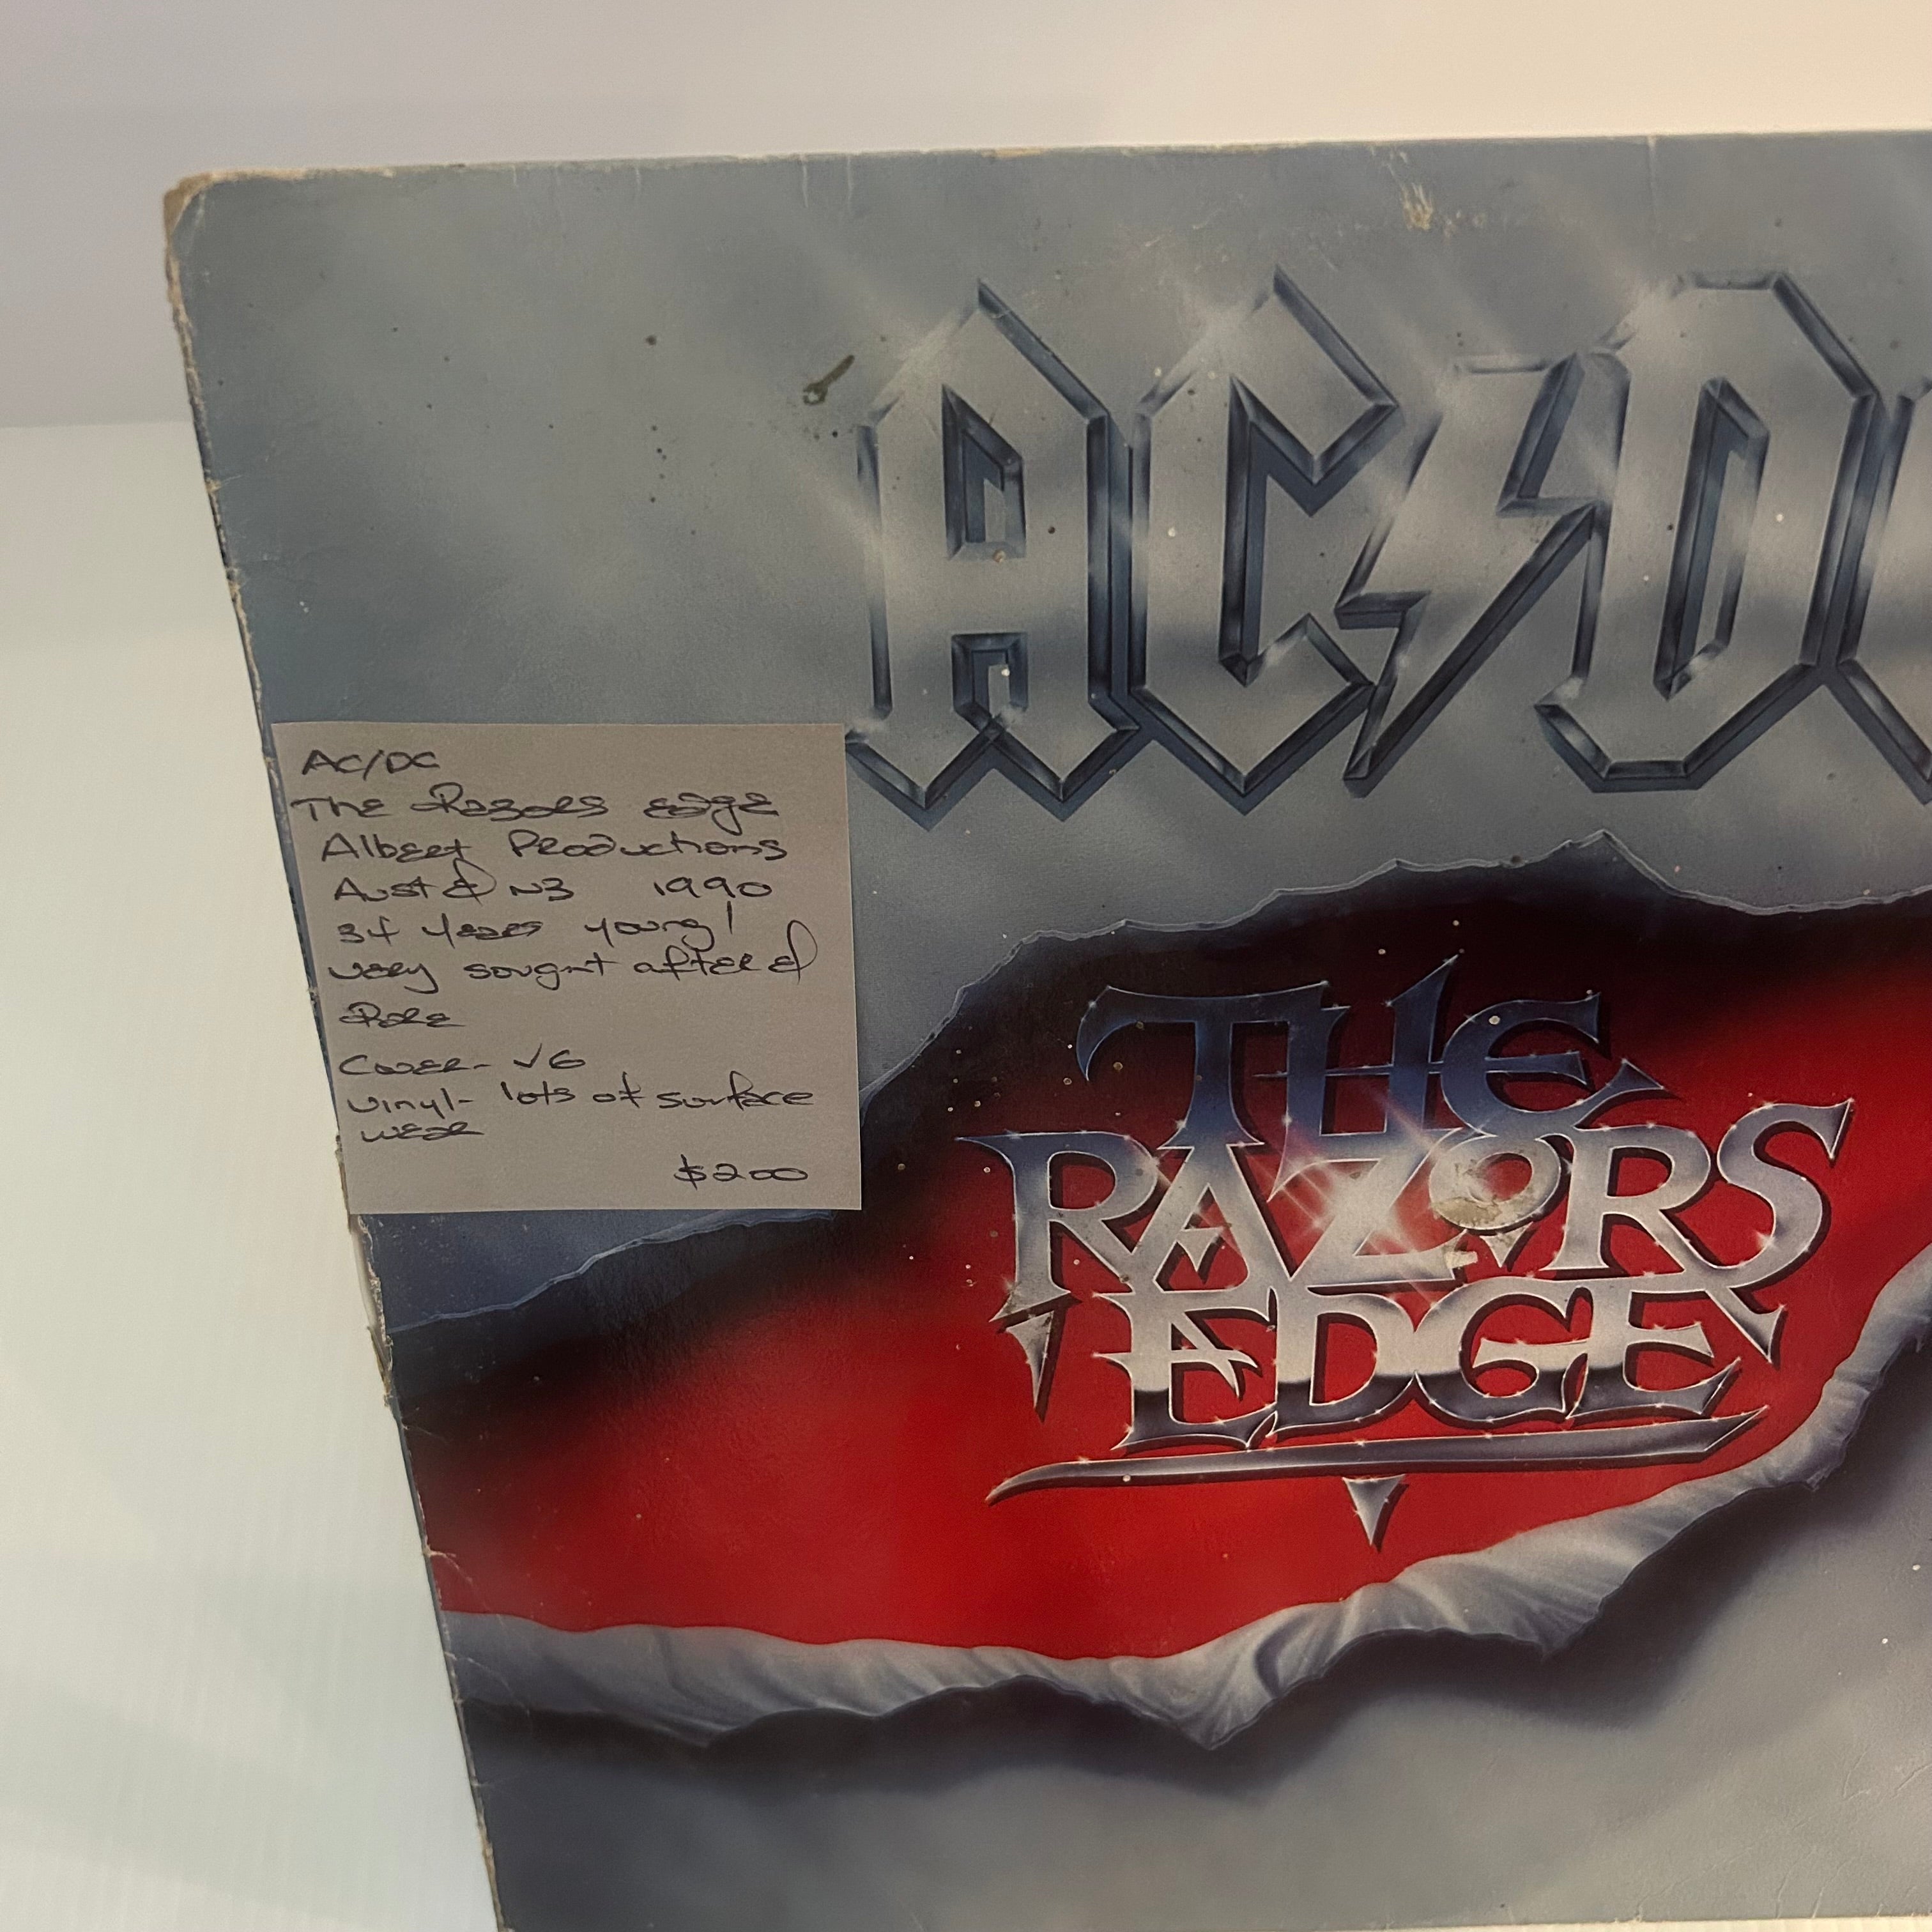 AC/DC
THE
RAZORS
EDGE
AC/DC
The Razors Edge
Albert Productions
Aust & NZ 1990
34 years young!
very sought after &
Rare
Cover - VG
vinyl - lots of surface
wear
$200